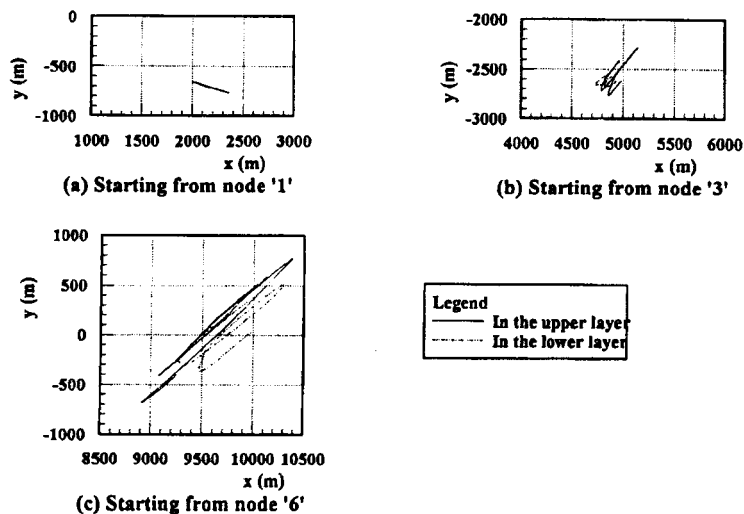 0
-500
-1000
y (m)
1000 1500 2000 2500 3000
x (m)
(a) Starting from node '1'
-2000
-2500
-3000
y (m)
4000 4500 5000 5500 6000
x (m)
(b) Starting from node '3'
1000
500
0
-500
-1000
y (m)
8500 9000 9500 10000 10500
x (m)
(c) Starting from node '6'
Legend
In the upper layer
In the lower layer